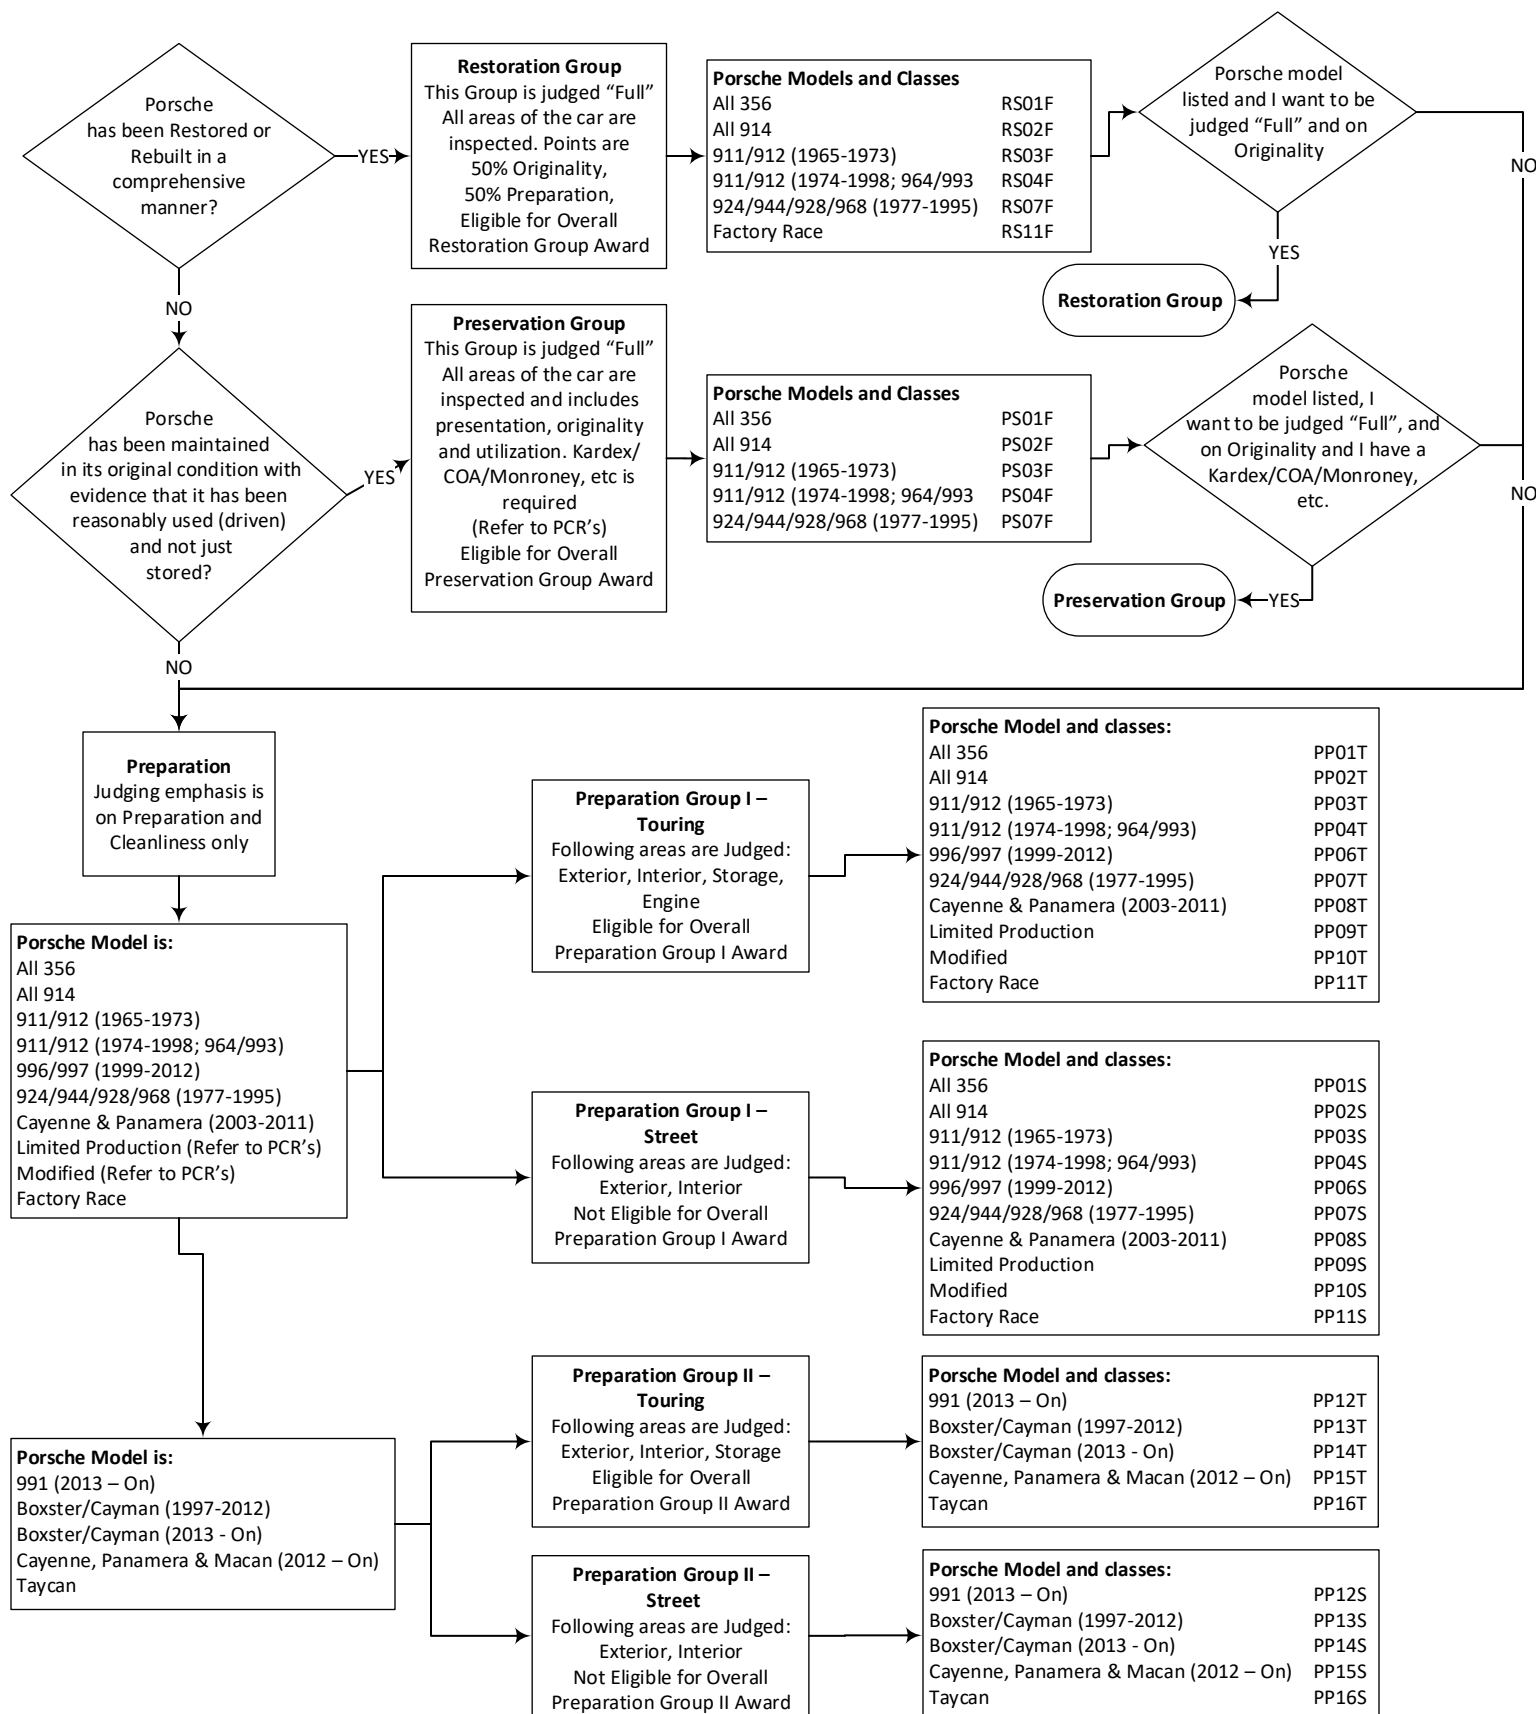 Porsche
has been Restored or
Rebuilt in a
comprehensive
manner?
YES
NO
Restoration Group
This Group is judged “Full”
All areas of the car are
inspected. Points are
50% Originality,
50% Preparation,
Eligible for Overall
Restoration Group Award
Porsche Models and Classes
All 356 RS01F
All 914 RS02F
911/912 (1965-1973) RS03F
911/912 (1974-1998; 964/993 RS04F
924/944/928/968 (1977-1995) RS07F
Factory Race RS11F
Porsche model
listed and I want to be
judged “Full” and on
Originality
NO
YES
Restoration Group
Porsche
has been maintained
in its original condition with
evidence that it has been
reasonably used (driven)
and not just
stored?
YES
NO
Preservation Group
This Group is judged “Full”
All areas of the car are
inspected and includes
presentation, originality
and utilization. Kardex/
COA/Monroney, etc is
required
(Refer to PCR’s)
Eligible for Overall
Preservation Group Award
Porsche Models and Classes
All 356 PS01F
All 914 PS02F
911/912 (1965-1973) PS03F
911/912 (1974-1998; 964/993 PS04F
924/944/928/968 (1977-1995) PS07F
Porsche
model listed, I
want to be judged “Full”, and
on Originality and I have a
Kardex/COA/Monroney,
etc.
NO
YES
Preservation Group
Preparation
Judging emphasis is
on Preparation and
Cleanliness only
Porsche Model is:
All 356
All 914
911/912 (1965-1973)
911/912 (1974-1998; 964/993)
996/997 (1999-2012)
924/944/928/968 (1977-1995)
Cayenne & Panamera (2003-2011)
Limited Production (Refer to PCR’s)
Modified (Refer to PCR’s)
Factory Race
Preparation Group I –
Touring
Following areas are Judged:
Exterior, Interior, Storage,
Engine
Eligible for Overall
Preparation Group I Award
Porsche Model and classes:
All 356 PP01T
All 914 PP02T
911/912 (1965-1973) PP03T
911/912 (1974-1998; 964/993) PP04T
996/997 (1999-2012) PP06T
924/944/928/968 (1977-1995) PP07T
Cayenne & Panamera (2003-2011) PP08T
Limited Production PP09T
Modified PP10T
Factory Race PP11T
Preparation Group I –
Street
Following areas are Judged:
Exterior, Interior
Not Eligible for Overall
Preparation Group I Award
Porsche Model and classes:
All 356 PP01S
All 914 PP02S
911/912 (1965-1973) PP03S
911/912 (1974-1998; 964/993) PP04S
996/997 (1999-2012) PP06S
924/944/928/968 (1977-1995) PP07S
Cayenne & Panamera (2003-2011) PP08S
Limited Production PP09S
Modified PP10S
Factory Race PP11S
Porsche Model is:
991 (2013 – On)
Boxster/Cayman (1997-2012)
Boxster/Cayman (2013 - On)
Cayenne, Panamera & Macan (2012 – On)
Taycan
Preparation Group II –
Touring
Following areas are Judged:
Exterior, Interior, Storage
Eligible for Overall
Preparation Group II Award
Porsche Model and classes:
991 (2013 – On) PP12T
Boxster/Cayman (1997-2012) PP13T
Boxster/Cayman (2013 - On) PP14T
Cayenne, Panamera & Macan (2012 – On) PP15T
Taycan PP16T
Preparation Group II –
Street
Following areas are Judged:
Exterior, Interior
Not Eligible for Overall
Preparation Group II Award
Porsche Model and classes:
991 (2013 – On) PP12S
Boxster/Cayman (1997-2012) PP13S
Boxster/Cayman (2013 - On) PP14S
Cayenne, Panamera & Macan (2012 – On) PP15S
Taycan PP16S